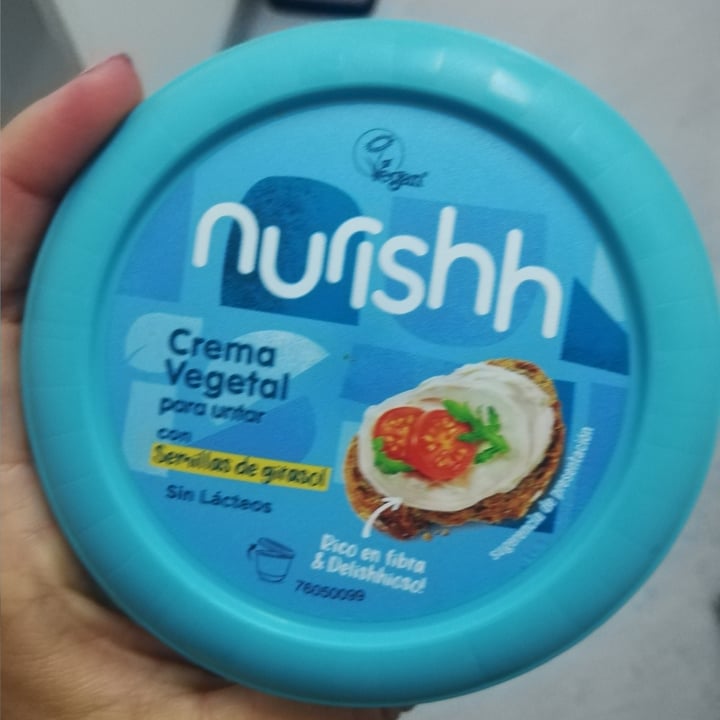 Vegan
nurishh
Crema
Vegetal
para untar
con
Semillas de girasol
Sin Lácteos
Rico en fibra
& Delishhioso!
sugerencia de presentación
76050099